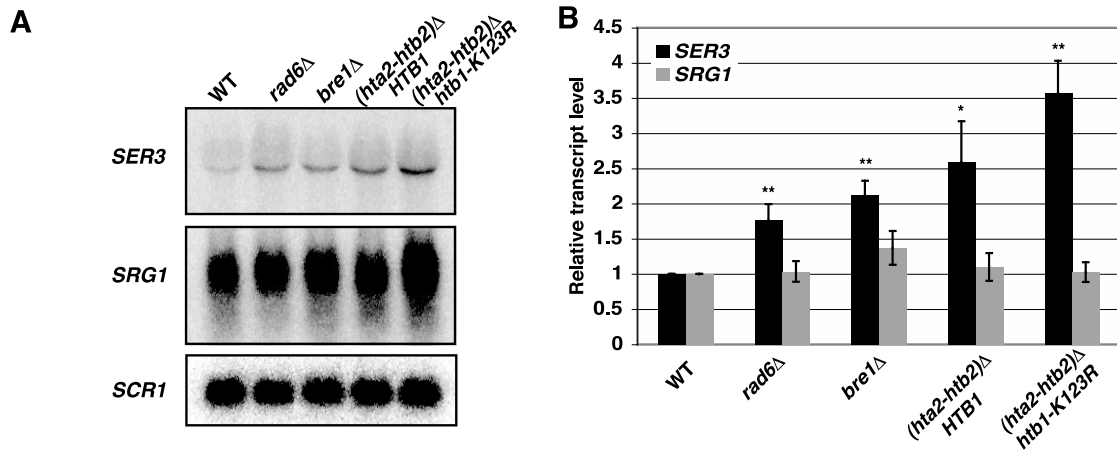 A
WT
rad6Δ
bre1Δ
(hta2-htb2)Δ
HTB1
(hta2-htb2)Δ
htb1-K123R
SER3
SRG1
SCR1
B
SER3
SRG1
Relative transcript level
4.5
4
3.5
3
2.5
2
1.5
1
0.5
0
**
**
*
**
WT
rad6Δ
bre1Δ
(hta2-htb2)Δ
HTB1
(hta2-htb2)Δ
htb1-K123R